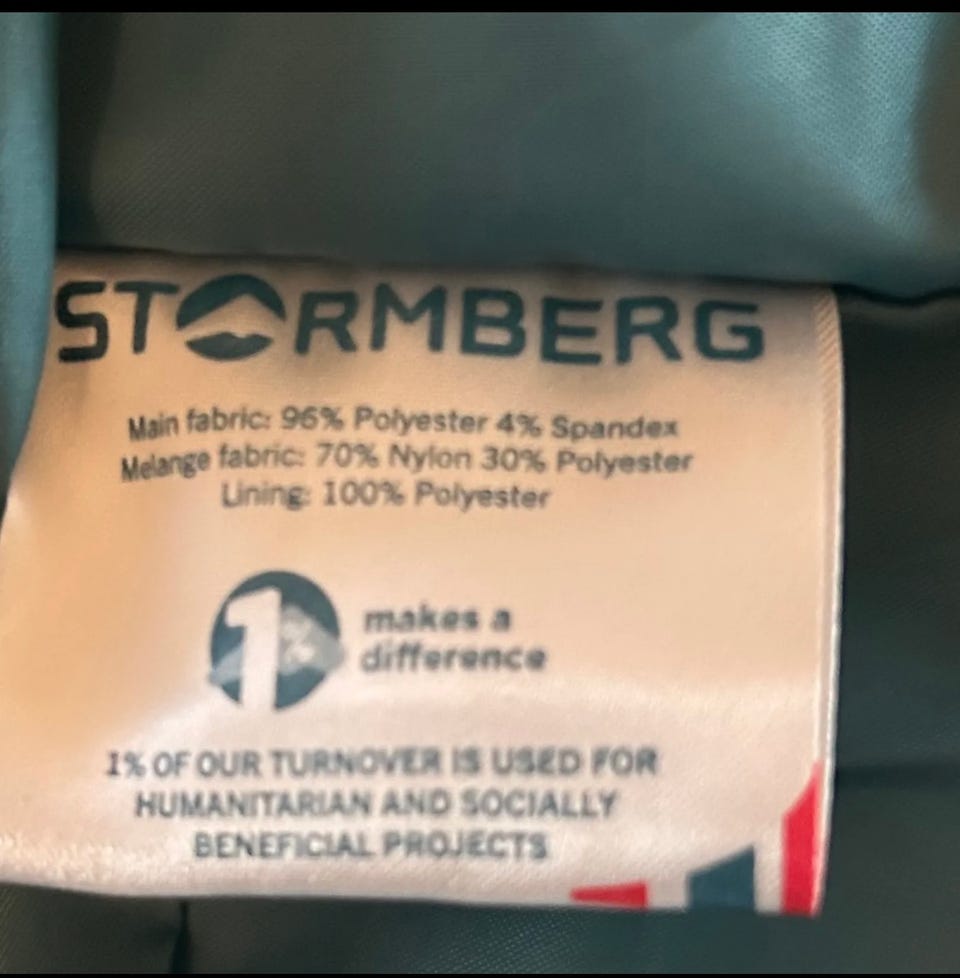 STORMBERG
Main fabric: 96% Polyester 4% Spandex
Melange fabric: 70% Nylon 30% Polyester
Lining: 100% Polyester
1%
makes a
difference
1% OF OUR TURNOVER IS USED FOR
HUMANITARIAN AND SOCIALLY
BENEFICIAL PROJECTS